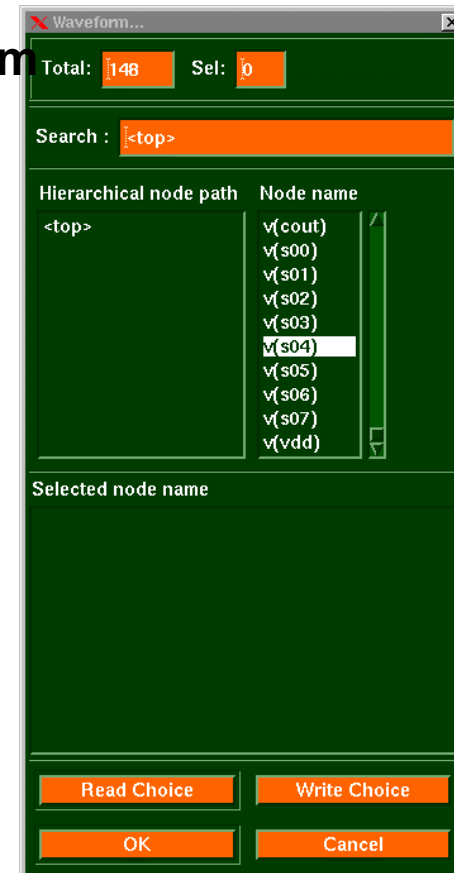 Waveform...
m
Total: 148 Sel: 0
Search : <top>
Hierarchical node path Node name
<top>
v(cout)
v(s00)
v(s01)
v(s02)
v(s03)
v(s04)
v(s05)
v(s06)
v(s07)
v(vdd)
Selected node name
Read Choice Write Choice
OK Cancel